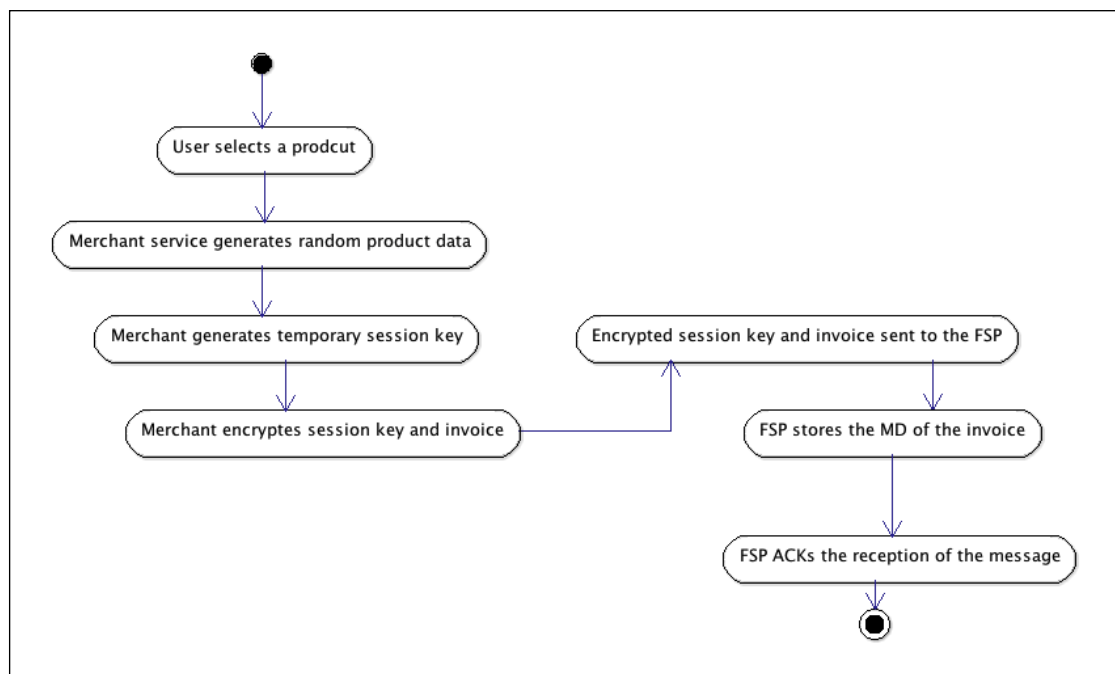 User selects a prodcut
Merchant service generates random product data
Merchant generates temporary session key
Merchant encryptes session key and invoice
Encrypted session key and invoice sent to the FSP
FSP stores the MD of the invoice
FSP ACKs the reception of the message